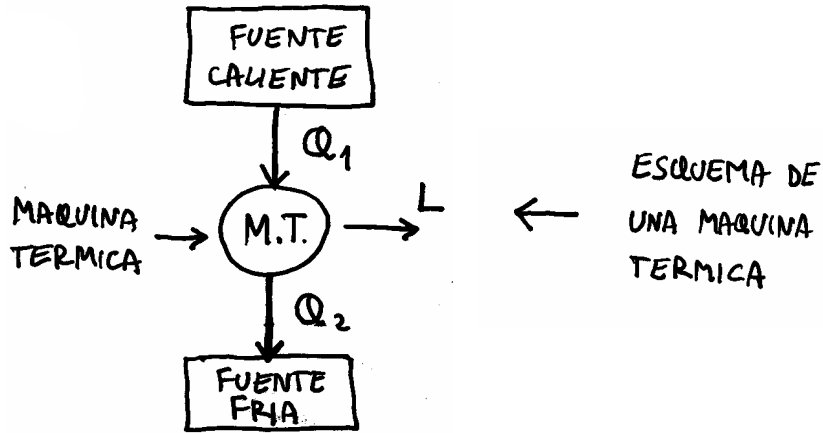 FUENTE
CALIENTE
Q1
MAQUINA
TERMICA
M.T.
L
ESQUEMA DE
UNA MAQUINA
TERMICA
Q2
FUENTE
FRIA